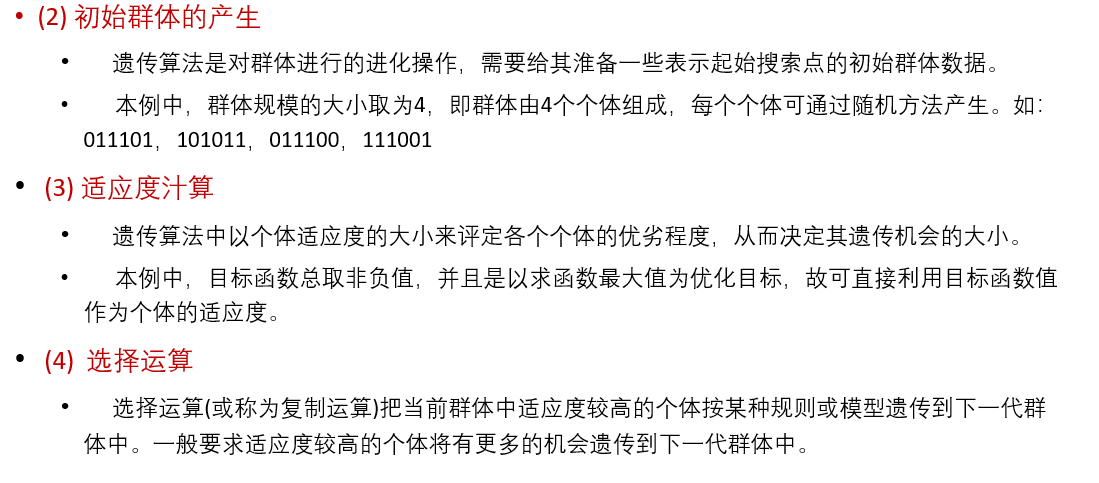 • (2) 初始群体的产生
• 遗传算法是对群体进行的进化操作，需要给其淮备一些表示起始搜索点的初始群体数据。
• 本例中，群体规模的大小取为4，即群体由4个个体组成，每个个体可通过随机方法产生。如：
011101，101011，011100，111001
• (3) 适应度汁算
• 遗传算法中以个体适应度的大小来评定各个个体的优劣程度，从而决定其遗传机会的大小。
• 本例中，目标函数总取非负值，并且是以求函数最大值为优化目标，故可直接利用目标函数值
作为个体的适应度。
• (4) 选择运算
• 选择运算(或称为复制运算)把当前群体中适应度较高的个体按某种规则或模型遗传到下一代群
体中。一般要求适应度较高的个体将有更多的机会遗传到下一代群体中。